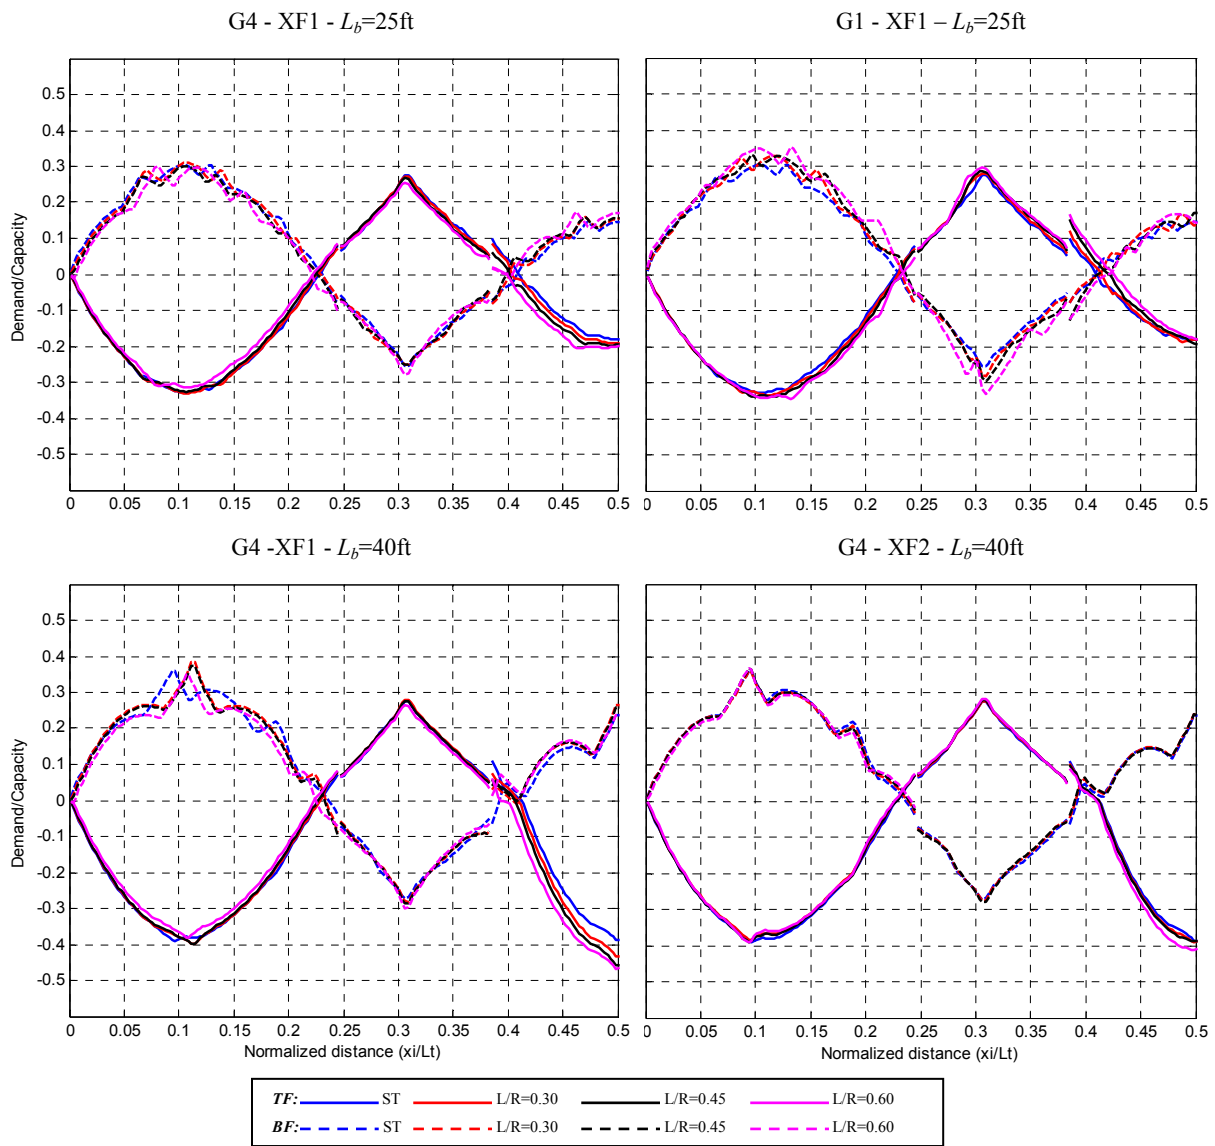 G4 - XF1 - Lb=25ft
G1 - XF1 – Lb=25ft
Demand/Capacity
0.5
0.4
0.3
0.2
0.1
0
-0.1
-0.2
-0.3
-0.4
-0.5
0 0.05 0.1 0.15 0.2 0.25 0.3 0.35 0.4 0.45 0.5
0 0.05 0.1 0.15 0.2 0.25 0.3 0.35 0.4 0.45 0.5
G4 -XF1 - Lb=40ft
G4 - XF2 - Lb=40ft
Demand/Capacity
0.5
0.4
0.3
0.2
0.1
0
-0.1
-0.2
-0.3
-0.4
-0.5
0 0.05 0.1 0.15 0.2 0.25 0.3 0.35 0.4 0.45 0.5
0 0.05 0.1 0.15 0.2 0.25 0.3 0.35 0.4 0.45 0.5
Normalized distance (xi/Lt)
Normalized distance (xi/Lt)
TF: ST L/R=0.30 L/R=0.45 L/R=0.60
BF: ST L/R=0.30 L/R=0.45 L/R=0.60